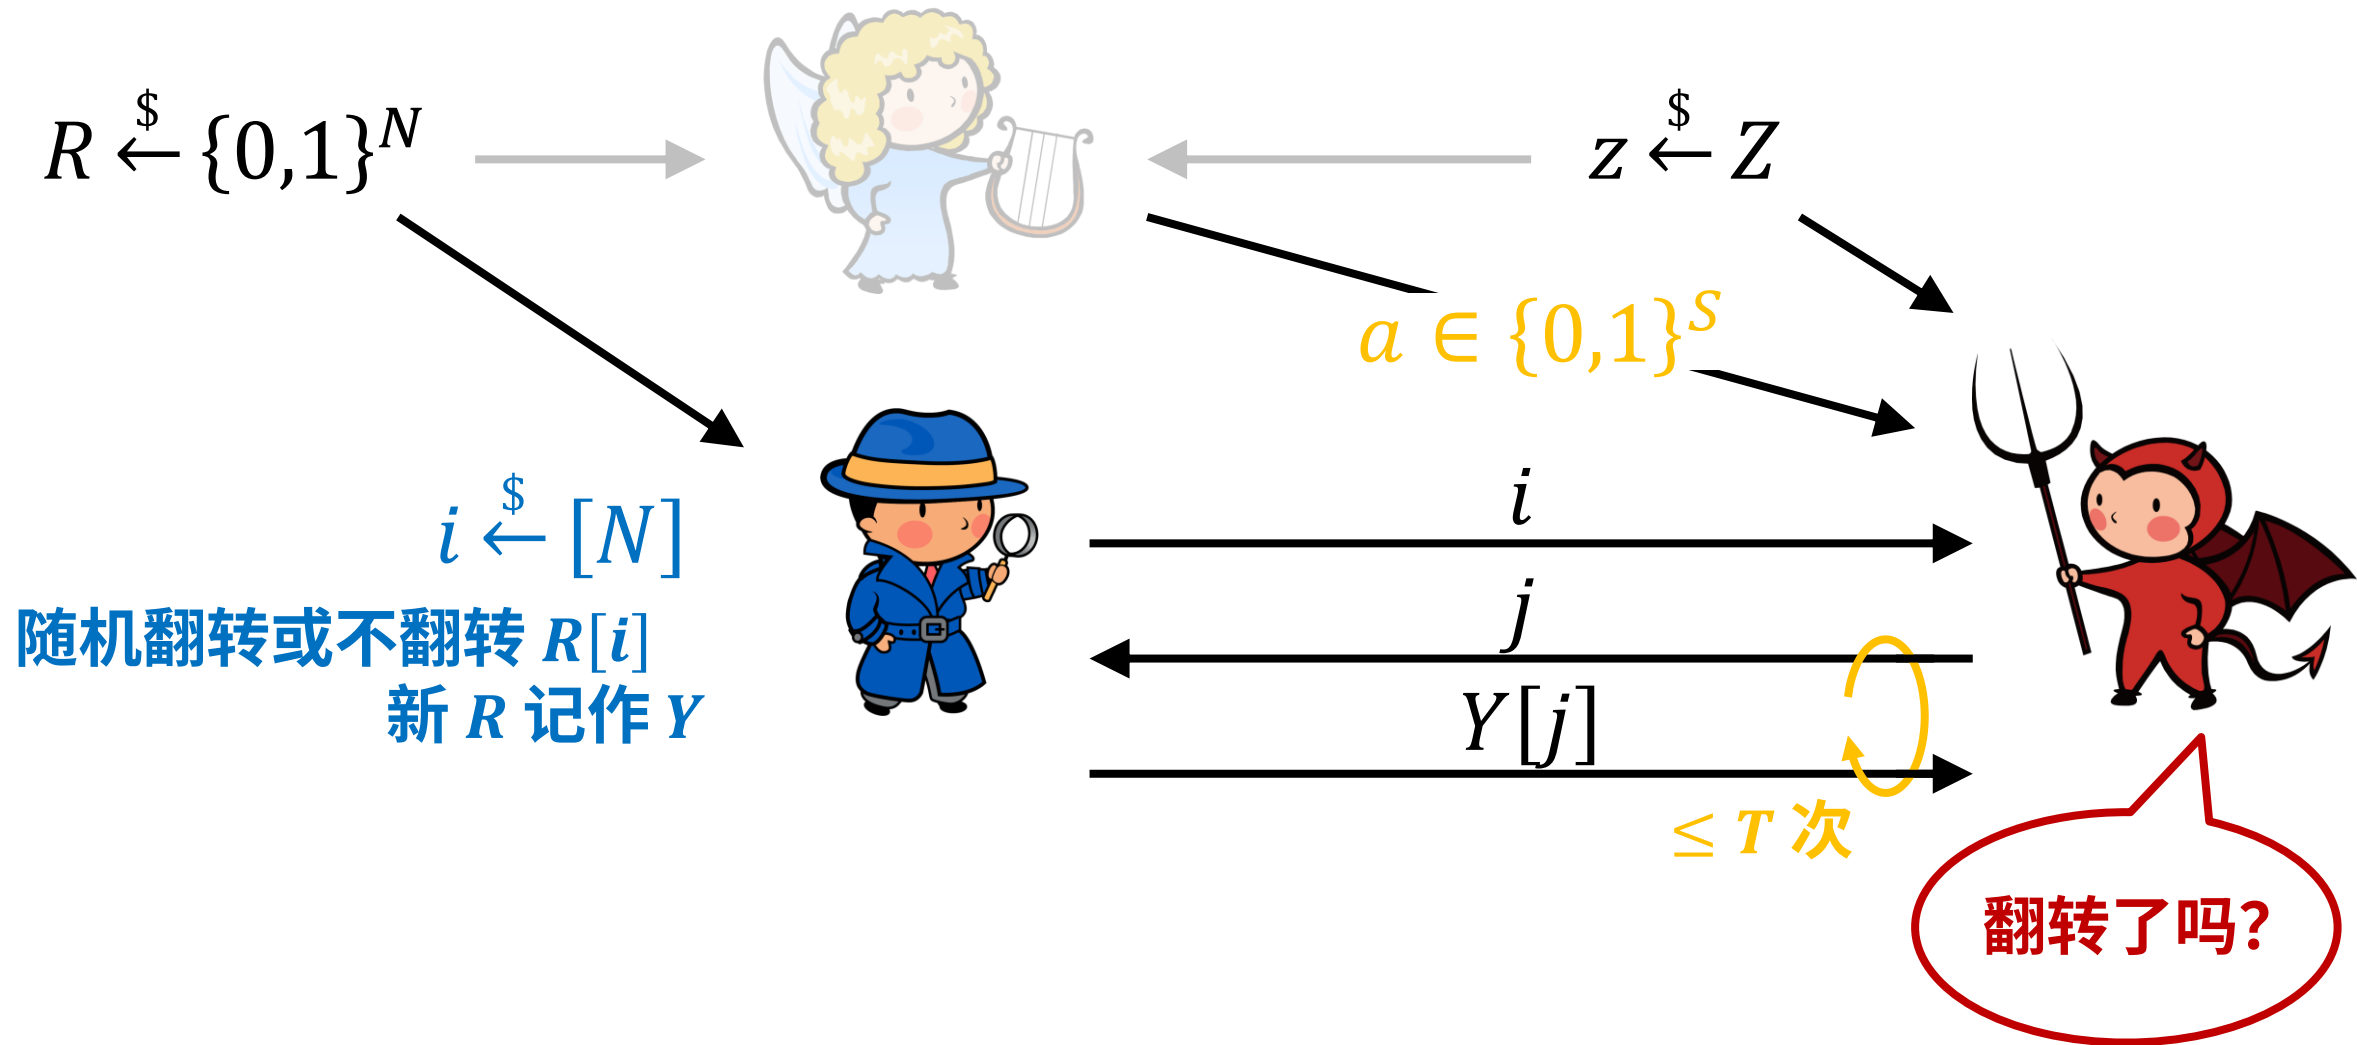 R ←$ {0,1}^N
z ←$ Z
a ∈ {0,1}^S
i ←$ [N]
随机翻转或不翻转 R[i]
新 R 记作 Y
i
j
Y[j]
≤ T 次
翻转了吗?